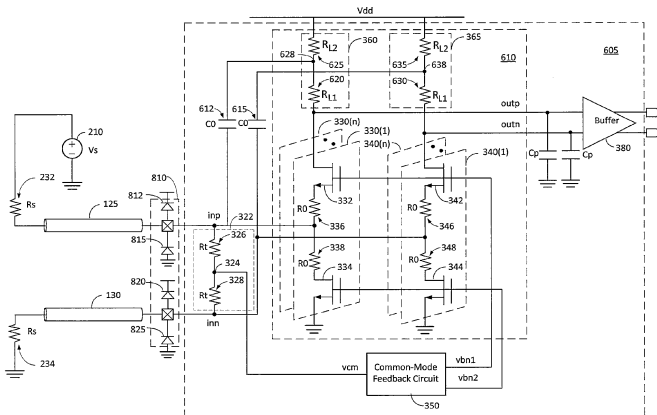 Vdd
RL2
360
RL2
365
628
625
635
638
610
605
620
RL1
630
RL1
612
C0
615
C0
outp
outn
Buffer
380
Cp
Cp
210
Vs
330(n)
330(1)
340(n)
340(1)
232
Rs
812
810
125
inp
322
332
342
815
Rt
326
R0
336
346
R0
324
338
R0
348
R0
820
Rt
328
334
344
130
inn
825
Rs
234
vcm
Common-Mode
Feedback Circuit
vbn1
vbn2
350